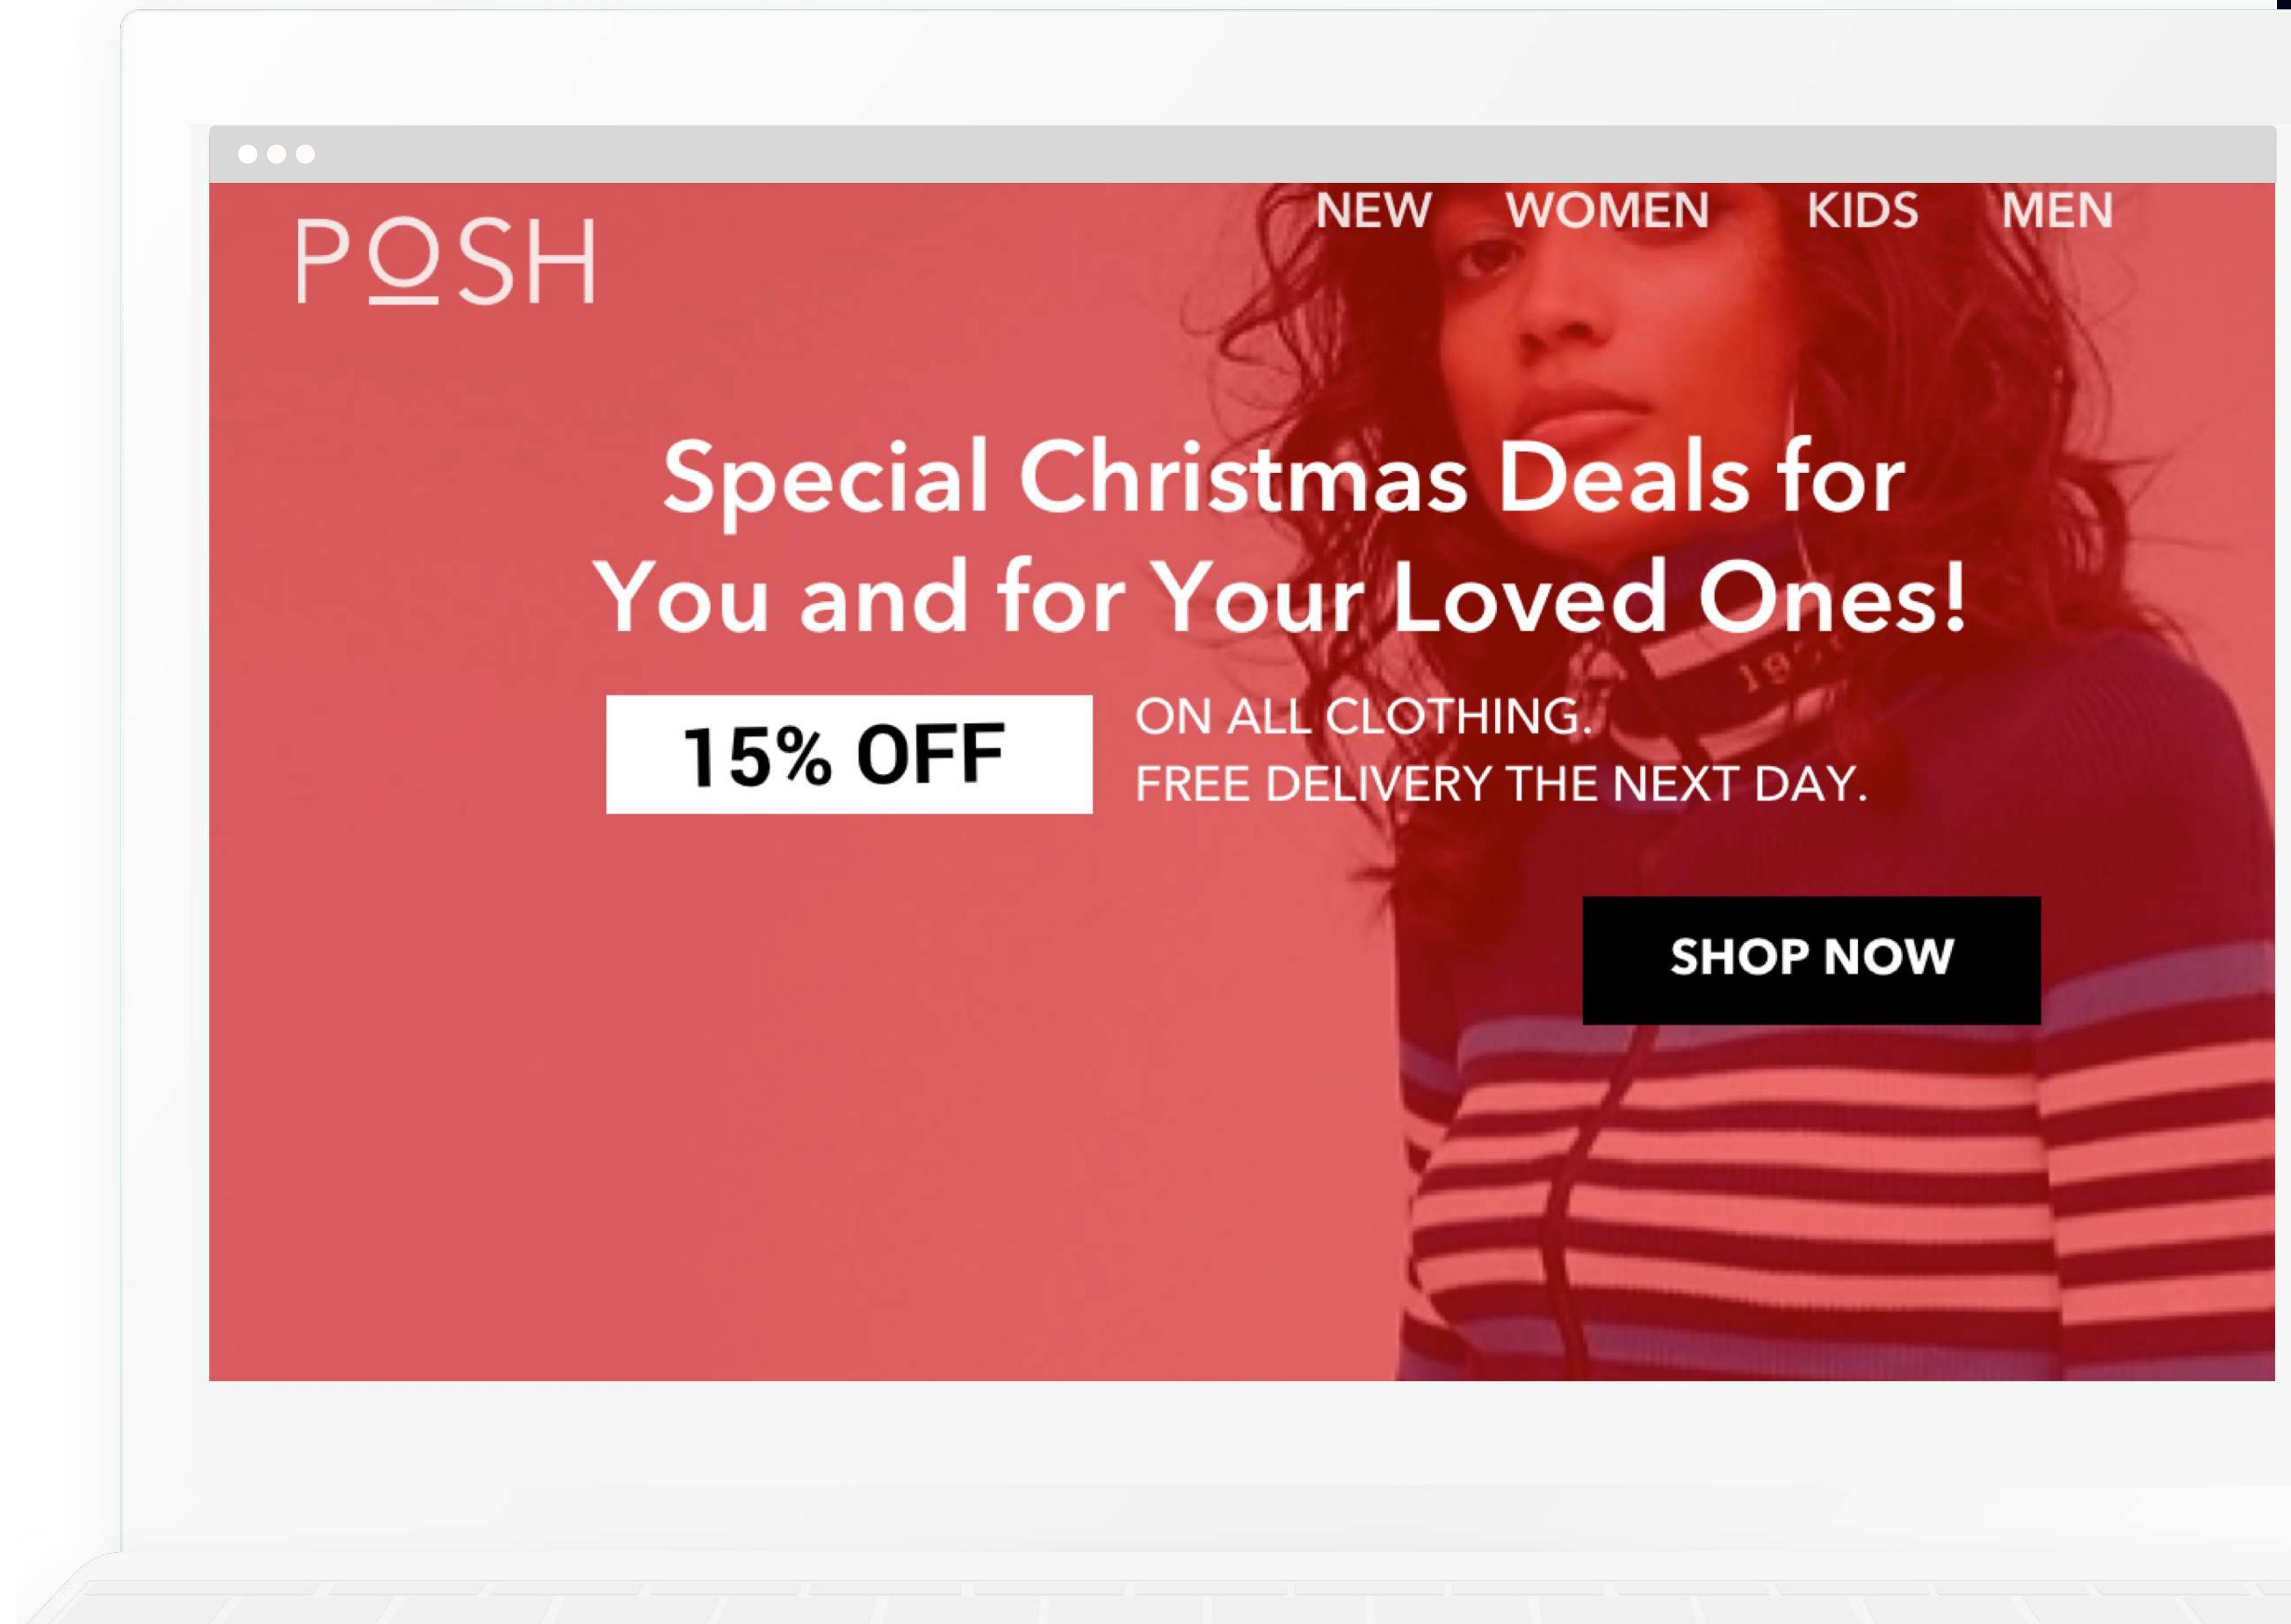 POSH
NEW WOMEN KIDS MEN
Special Christmas Deals for
You and for Your Loved Ones!
15% OFF
ON ALL CLOTHING.
FREE DELIVERY THE NEXT DAY.
SHOP NOW